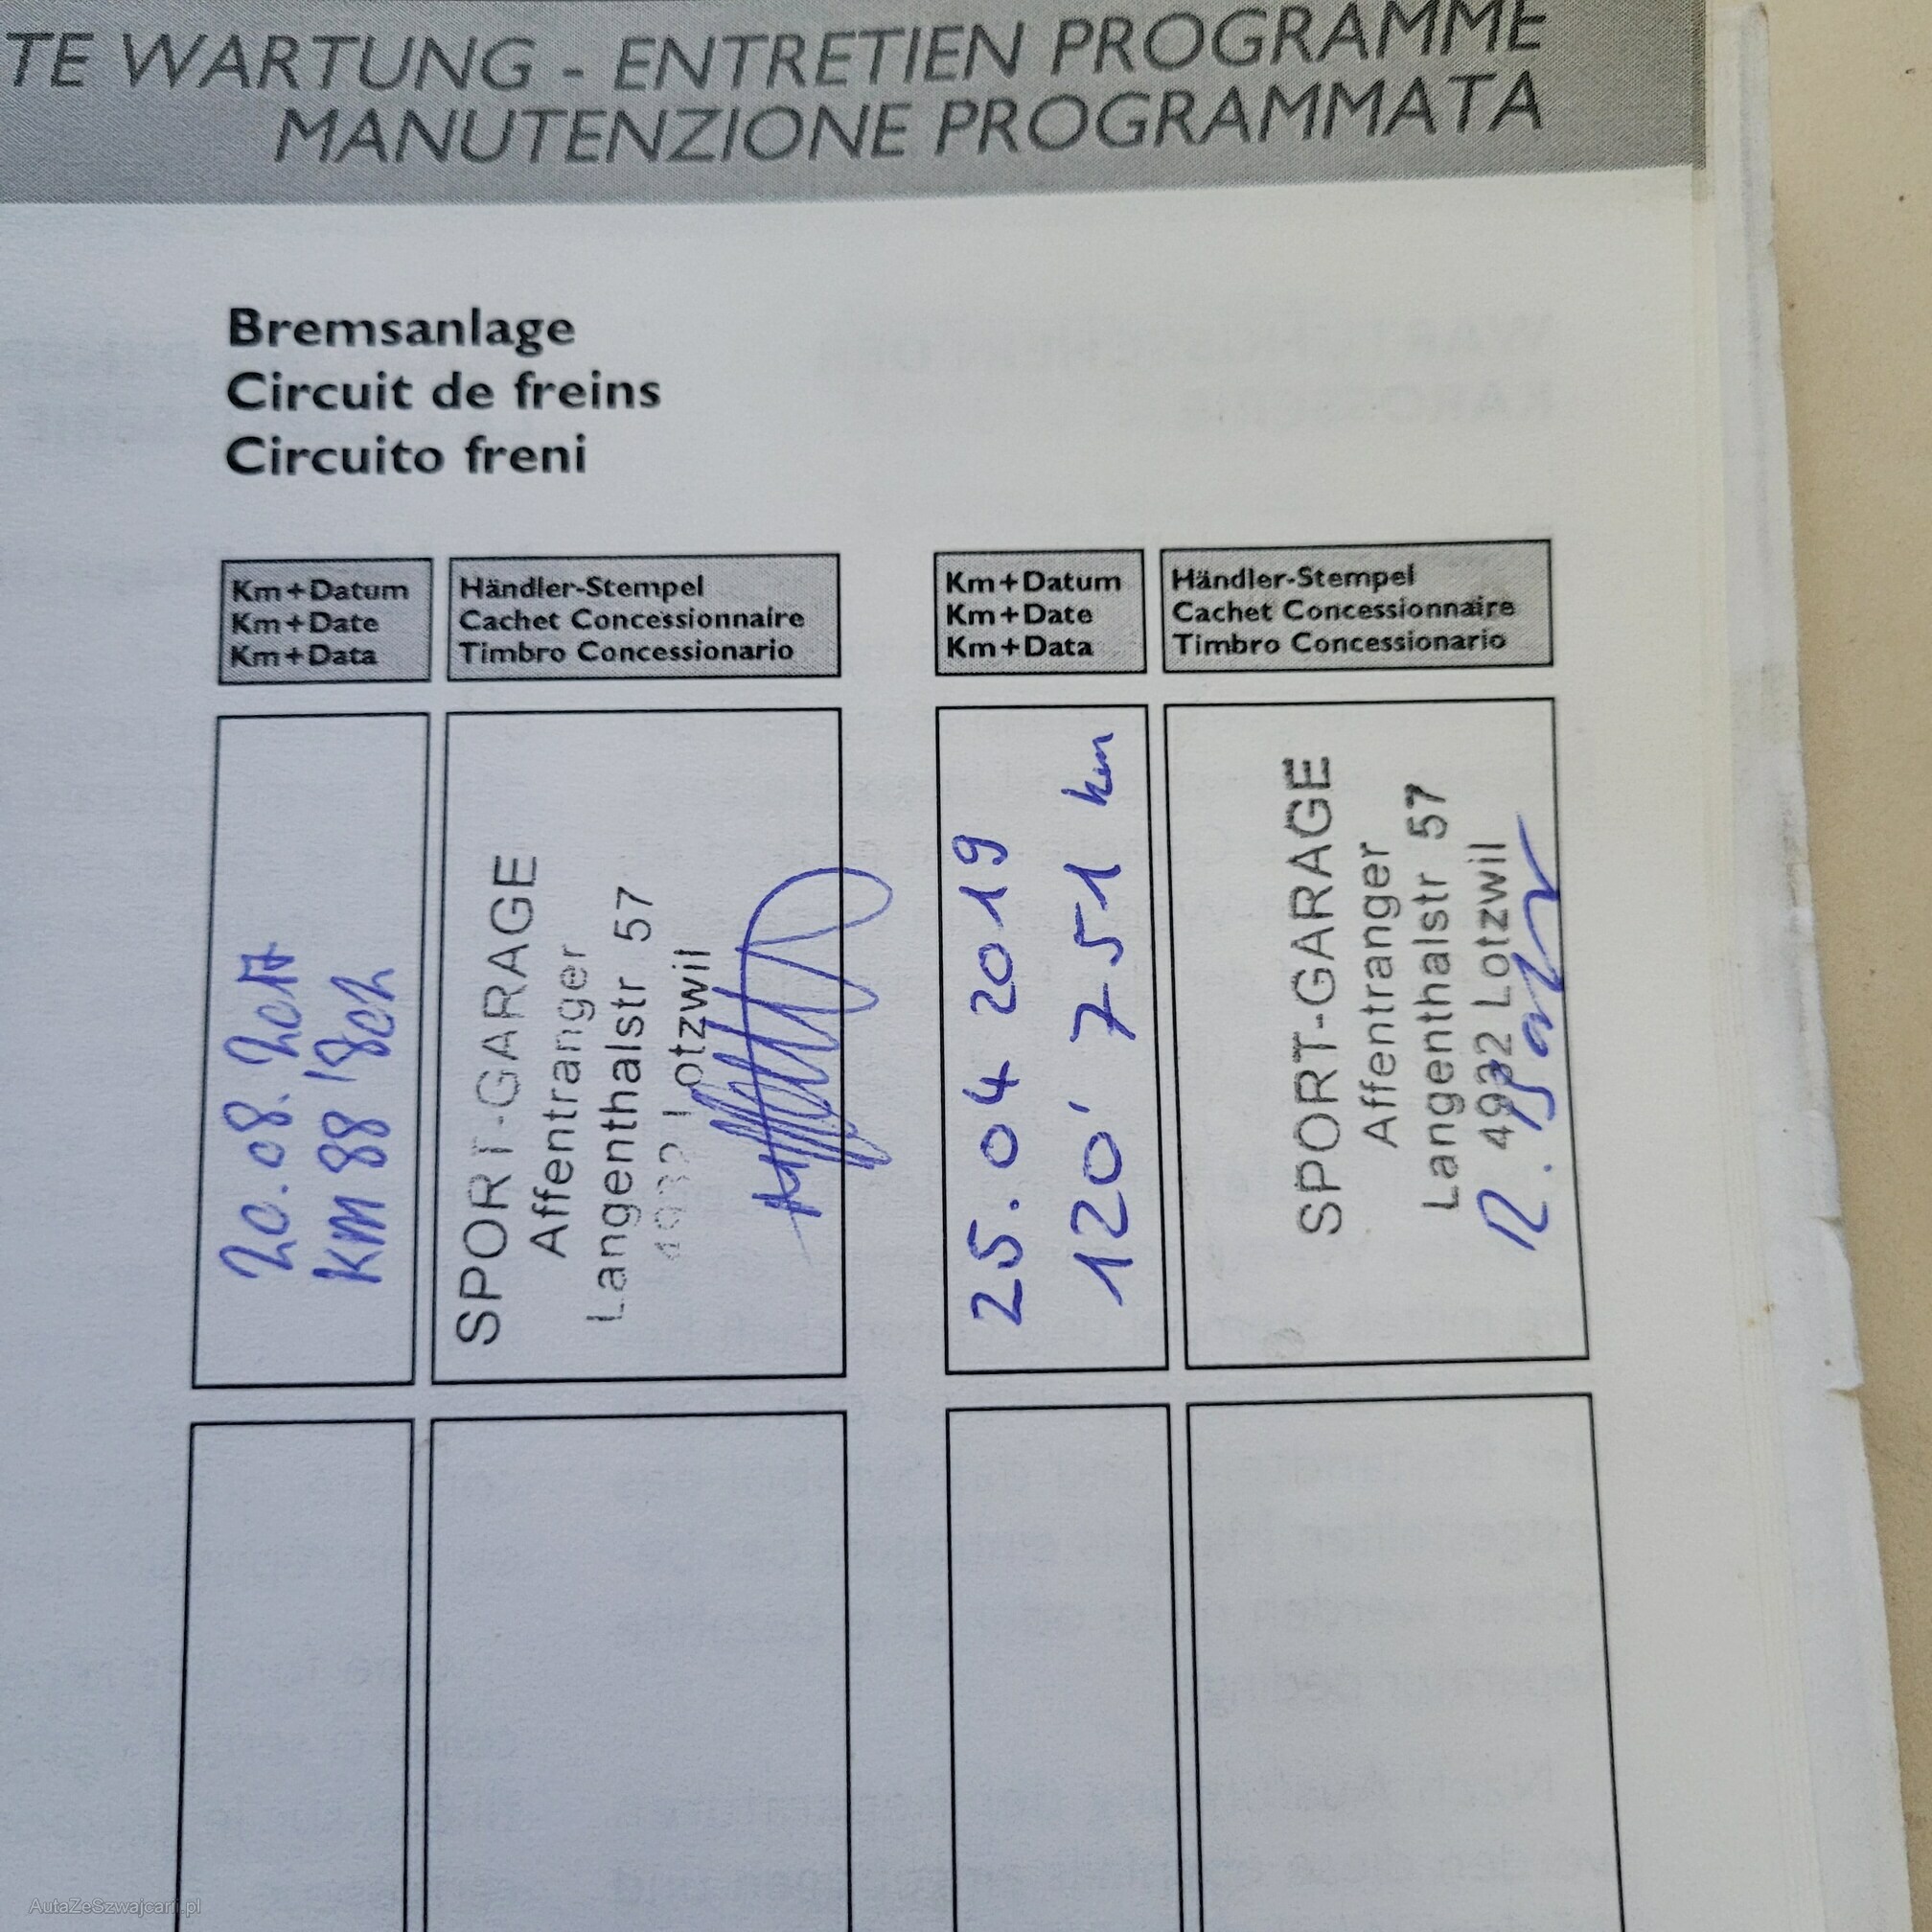 TE WARTUNG - ENTRETIEN PROGRAMME
MANUTENZIONE PROGRAMMATA
Bremsanlage
Circuit de freins
Circuito freni
Km+Datum
Km+Date
Km+Data
Händler-Stempel
Cachet Concessionnaire
Timbro Concessionario
Km+Datum
Km+Date
Km+Data
Händler-Stempel
Cachet Concessionnaire
Timbro Concessionario
20.08.2017
KM 88
SPORT-GARAGE
Affentranger
Langenthalstr 57
4932 Lotzwil
25.04 2019
120' 751 km
SPORT-GARAGE
Affentranger
Langenthalstr 57
4932 Lotzwil
AutaZeSzwajcarii.pl